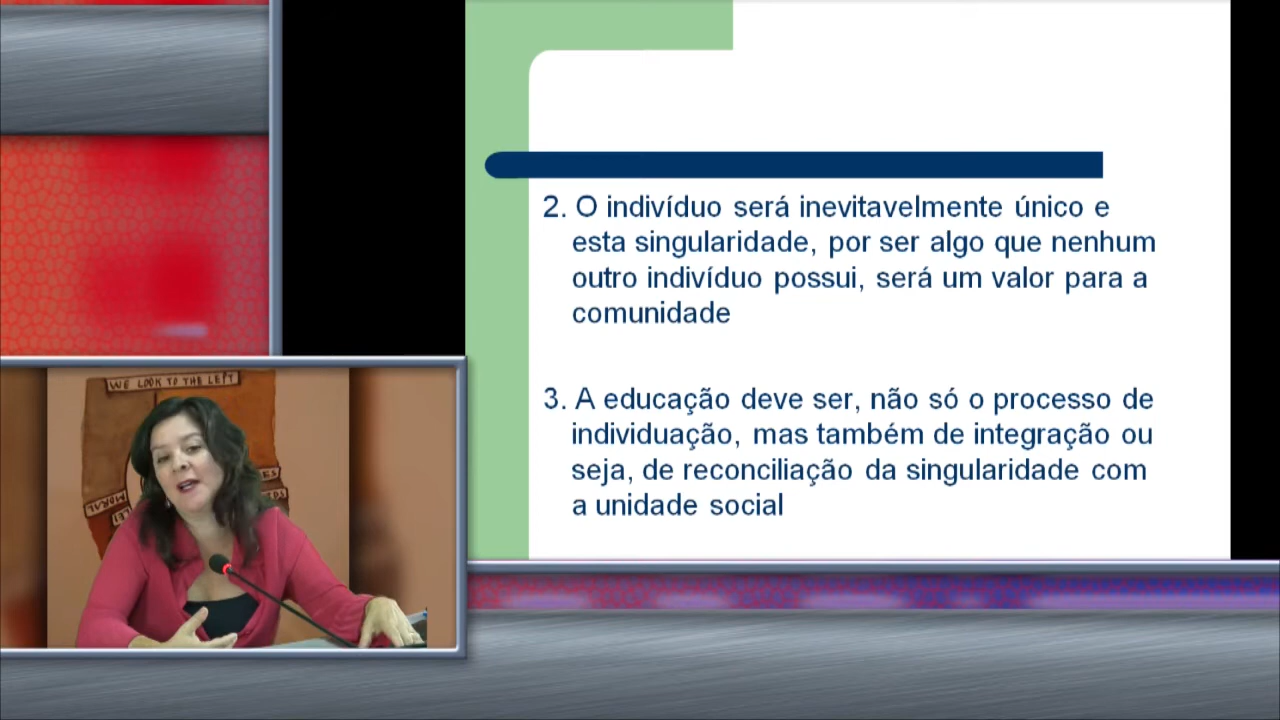 2. O indivíduo será inevitavelmente único e
esta singularidade, por ser algo que nenhum
outro indivíduo possui, será um valor para a
comunidade
3. A educação deve ser, não só o processo de
individuação, mas também de integração ou
seja, de reconciliação da singularidade com
a unidade social
WE LOOK TO THE LEFT
MORAL